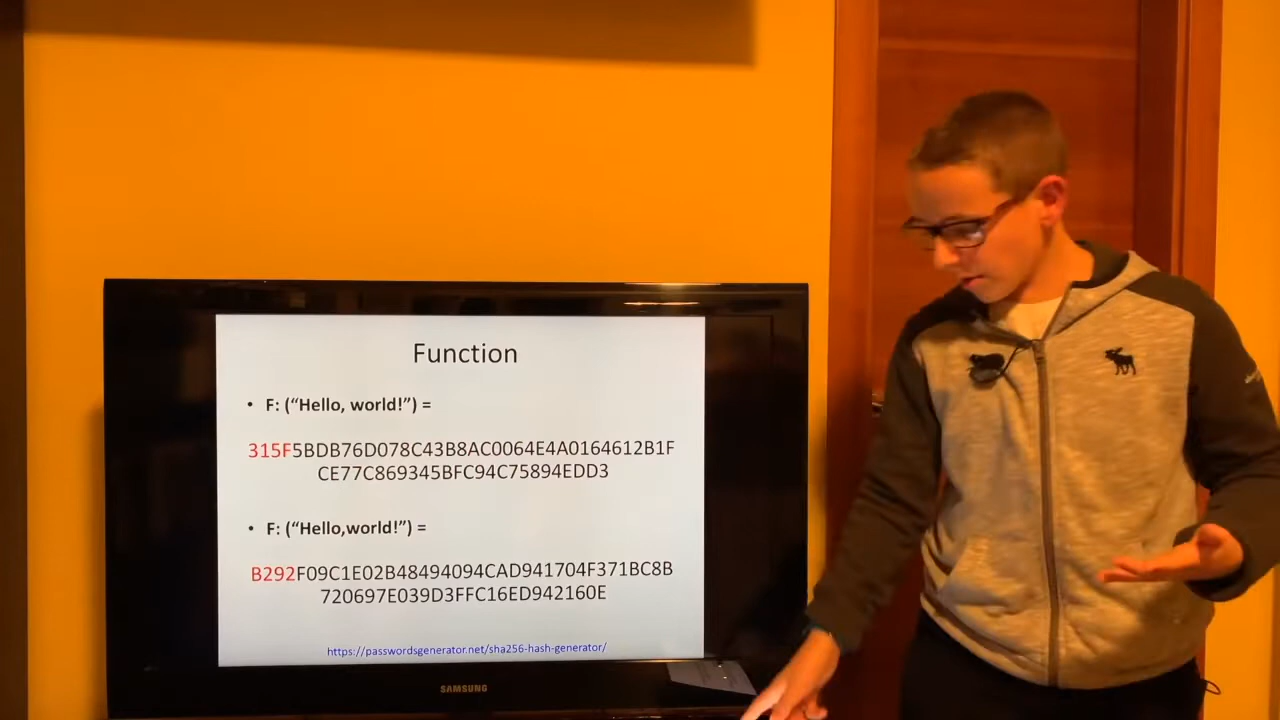 Function
• F: (“Hello, world!”) =
315F5BDB76D078C43B8AC0064E4A0164612B1F
CE77C869345BFC94C75894EDD3
• F: (“Hello,world!”) =
B292F09C1E02B48494094CAD941704F371BC8B
720697E039D3FFC16ED942160E
https://passwordsgenerator.net/sha256-hash-generator/
SAMSUNG